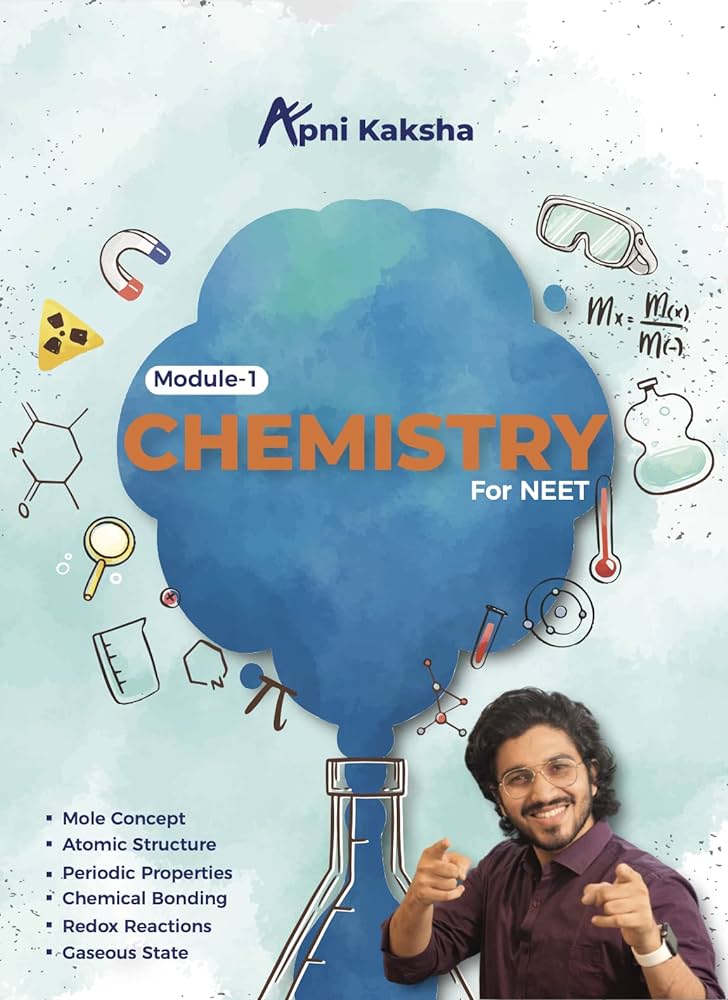 Apni Kaksha
Mx = M(x)
M(-)
Module-1
CHEMISTRY
For NEET
N
O
N
π
▪ Mole Concept
▪ Atomic Structure
▪ Periodic Properties
▪ Chemical Bonding
▪ Redox Reactions
▪ Gaseous State